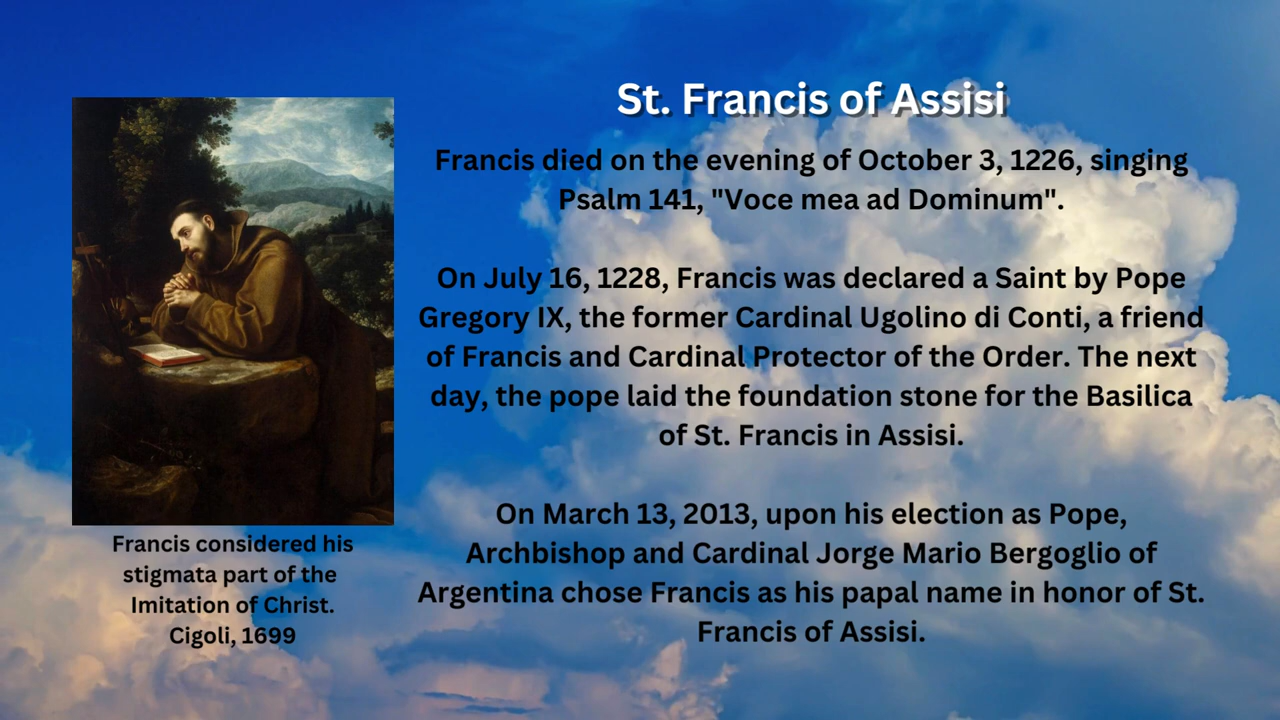 St. Francis of Assisi
Francis died on the evening of October 3, 1226, singing
Psalm 141, "Voce mea ad Dominum".
On July 16, 1228, Francis was declared a Saint by Pope
Gregory IX, the former Cardinal Ugolino di Conti, a friend
of Francis and Cardinal Protector of the Order. The next
day, the pope laid the foundation stone for the Basilica
of St. Francis in Assisi.
On March 13, 2013, upon his election as Pope,
Archbishop and Cardinal Jorge Mario Bergoglio of
Argentina chose Francis as his papal name in honor of St.
Francis of Assisi.
Francis considered his
stigmata part of the
Imitation of Christ.
Cigoli, 1699